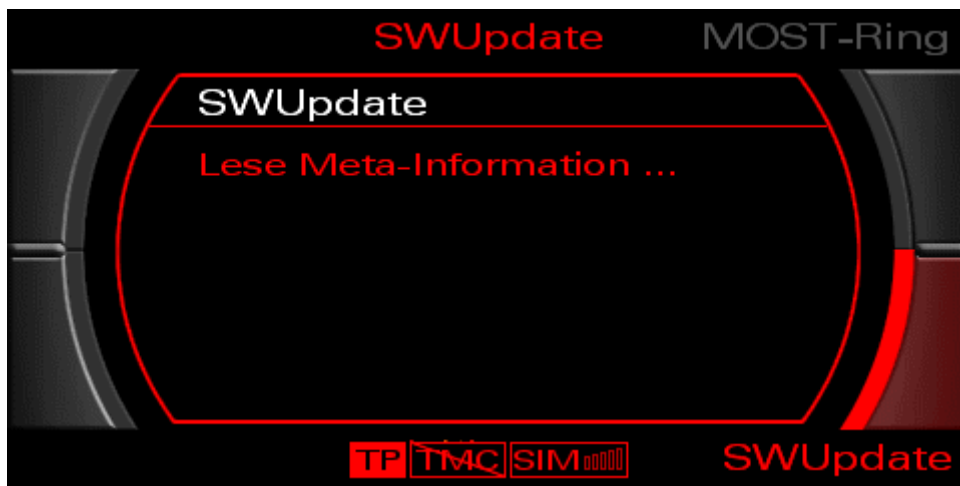 SWUpdate MOST-Ring
SWUpdate
Lese Meta-Information ...
TP TMC SIM SWUpdate